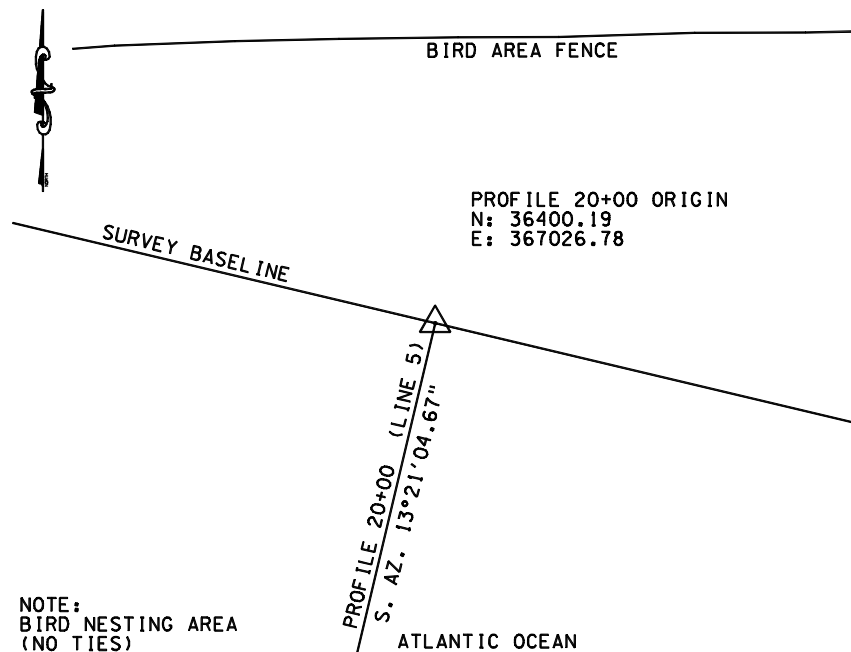 BIRD AREA FENCE
PROFILE 20+00 ORIGIN
N: 36400.19
E: 367026.78
SURVEY BASELINE
PROFILE 20+00 (LINE 5)
S. AZ. 13°21'04.67"
NOTE:
BIRD NESTING AREA
(NO TIES)
ATLANTIC OCEAN